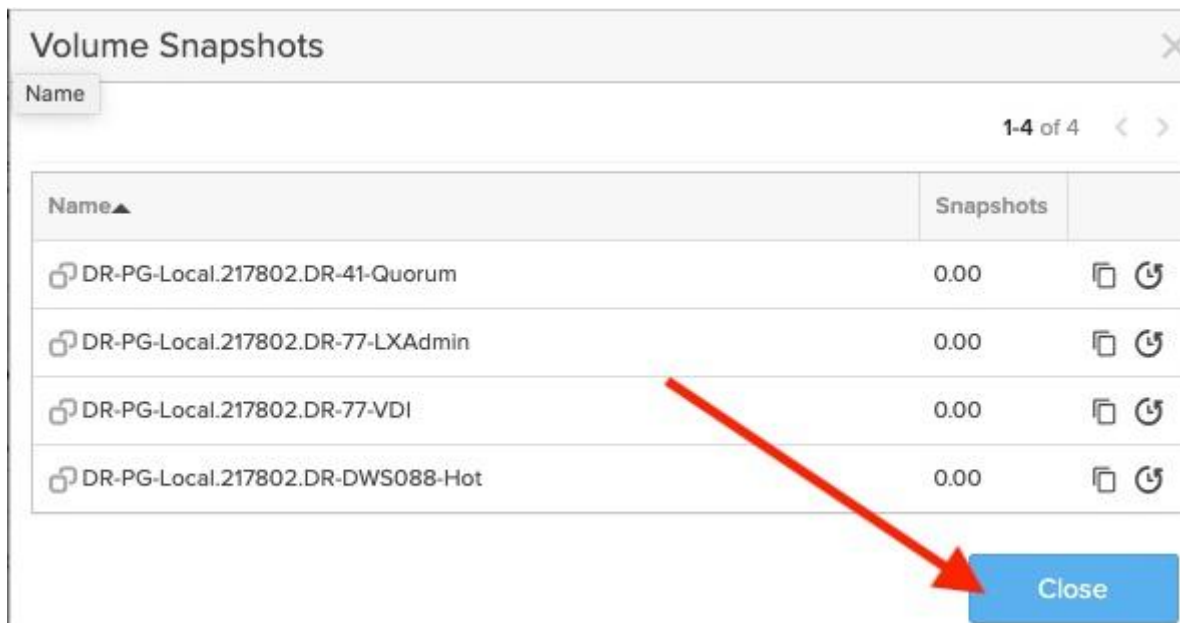 Volume Snapshots
Name
1-4 of 4
Name Snapshots
DR-PG-Local.217802.DR-41-Quorum 0.00
DR-PG-Local.217802.DR-77-LXAdmin 0.00
DR-PG-Local.217802.DR-77-VDI 0.00
DR-PG-Local.217802.DR-DWS088-Hot 0.00
Close